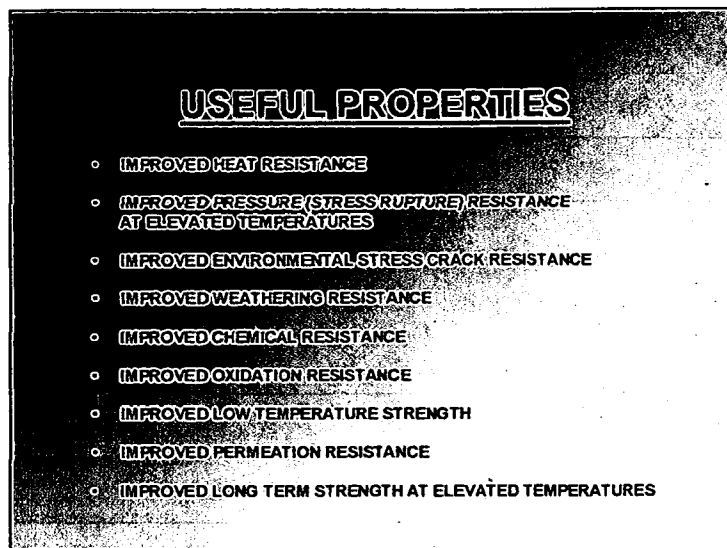 USEFUL PROPERTIES
IMPROVED HEAT RESISTANCE
IMPROVED PRESSURE (STRESS RUPTURE) RESISTANCE
AT ELEVATED TEMPERATURES
IMPROVED ENVIRONMENTAL STRESS CRACK RESISTANCE
IMPROVED WEATHERING RESISTANCE
IMPROVED CHEMICAL RESISTANCE
IMPROVED OXIDATION RESISTANCE
IMPROVED LOW TEMPERATURE STRENGTH
IMPROVED PERMEATION RESISTANCE
IMPROVED LONG TERM STRENGTH AT ELEVATED TEMPERATURES